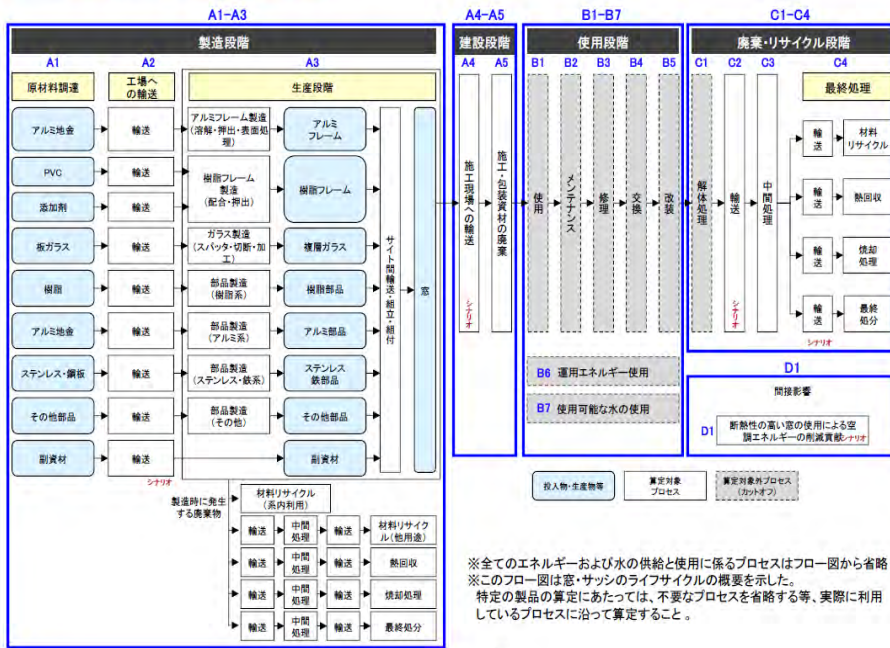 A1-A3
製造段階
A1
A2
A3
原材料調達
工場へ
の輸送
生産段階
アルミ地金
輸送
アルミフレーム製造
(溶解・押出・表面処
理)
アルミ
フレーム
PVC
輸送
樹脂フレーム
製造
(配合・押出)
樹脂フレーム
添加剤
輸送
板ガラス
輸送
ガラス製造
(スパッタ・切断・加
工)
複層ガラス
樹脂
輸送
部品製造
(樹脂系)
樹脂部品
アルミ地金
輸送
部品製造
(アルミ系)
アルミ部品
ステンレス・鋼板
輸送
部品製造
(ステンレス・鉄系)
ステンレス
鉄部品
その他部品
輸送
部品製造
(その他)
その他部品
副資材
輸送
副資材
シナリオ
サイト間輸送・組立・組付
窓
製造時に発生
する廃棄物
材料リサイクル
(系内利用)
輸送
中間
処理
輸送
材料リサイク
ル(他用途)
輸送
中間
処理
輸送
熱回収
輸送
中間
処理
輸送
焼却処理
輸送
中間
処理
輸送
最終処分
A4-A5
建設段階
A4
A5
施工現場への輸送
シナリオ
施工・包装資材の廃棄
B1-B7
使用段階
B1
B2
B3
B4
B5
使用
メンテナンス
修理
交換
改装
B6 運用エネルギー使用
B7 使用可能な水の使用
C1-C4
廃棄・リサイクル段階
C1
C2
C3
C4
最終処理
解体処理
輸送
シナリオ
中間処理
輸送
材料
リサイクル
輸送
熱回収
輸送
焼却
処理
輸送
最終
処分
シナリオ
D1
間接影響
D1
断熱性の高い窓の使用による空
調エネルギーの削減貢献シナリオ
投入物・生産物等
算定対象
プロセス
算定対象外プロセス
(カットオフ)
※全てのエネルギーおよび水の供給と使用に係るプロセスはフロー図から省略
※このフロー図は窓・サッシのライフサイクルの概要を示した。
特定の製品の算定にあたっては、不要なプロセスを省略する等、実際に利用
しているプロセスに沿って算定すること。